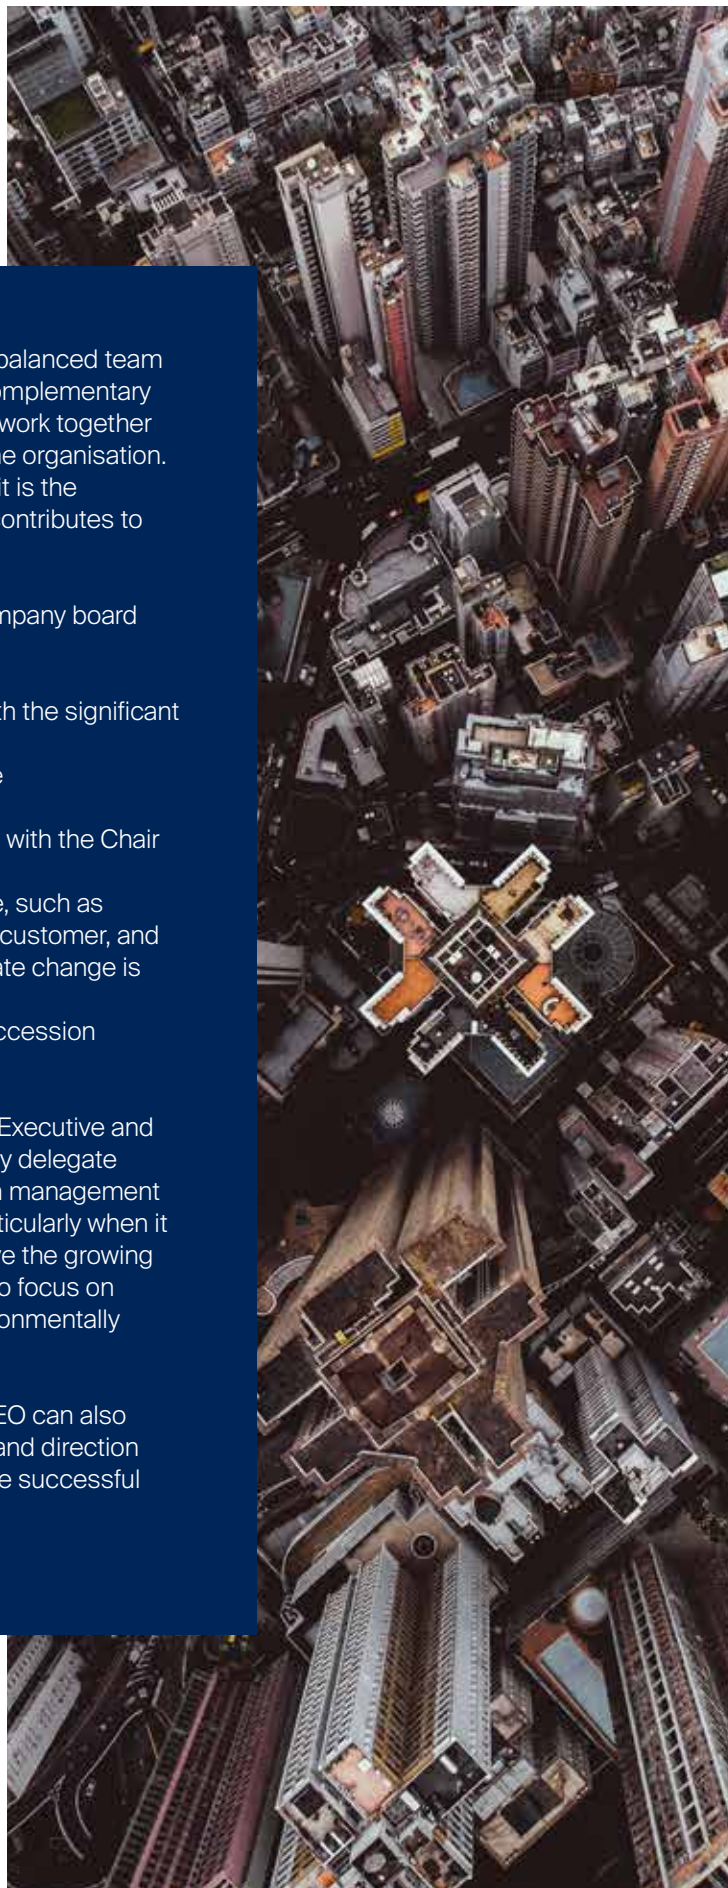 balanced team
omplementary
work together
ne organisation.
it is the
contributes to
mpany board
th the significant
e
with the Chair
e, such as
customer, and
ate change is
ccession
Executive and
y delegate
n management
ticularly when it
ve the growing
o focus on
onmentally
EO can also
and direction
e successful